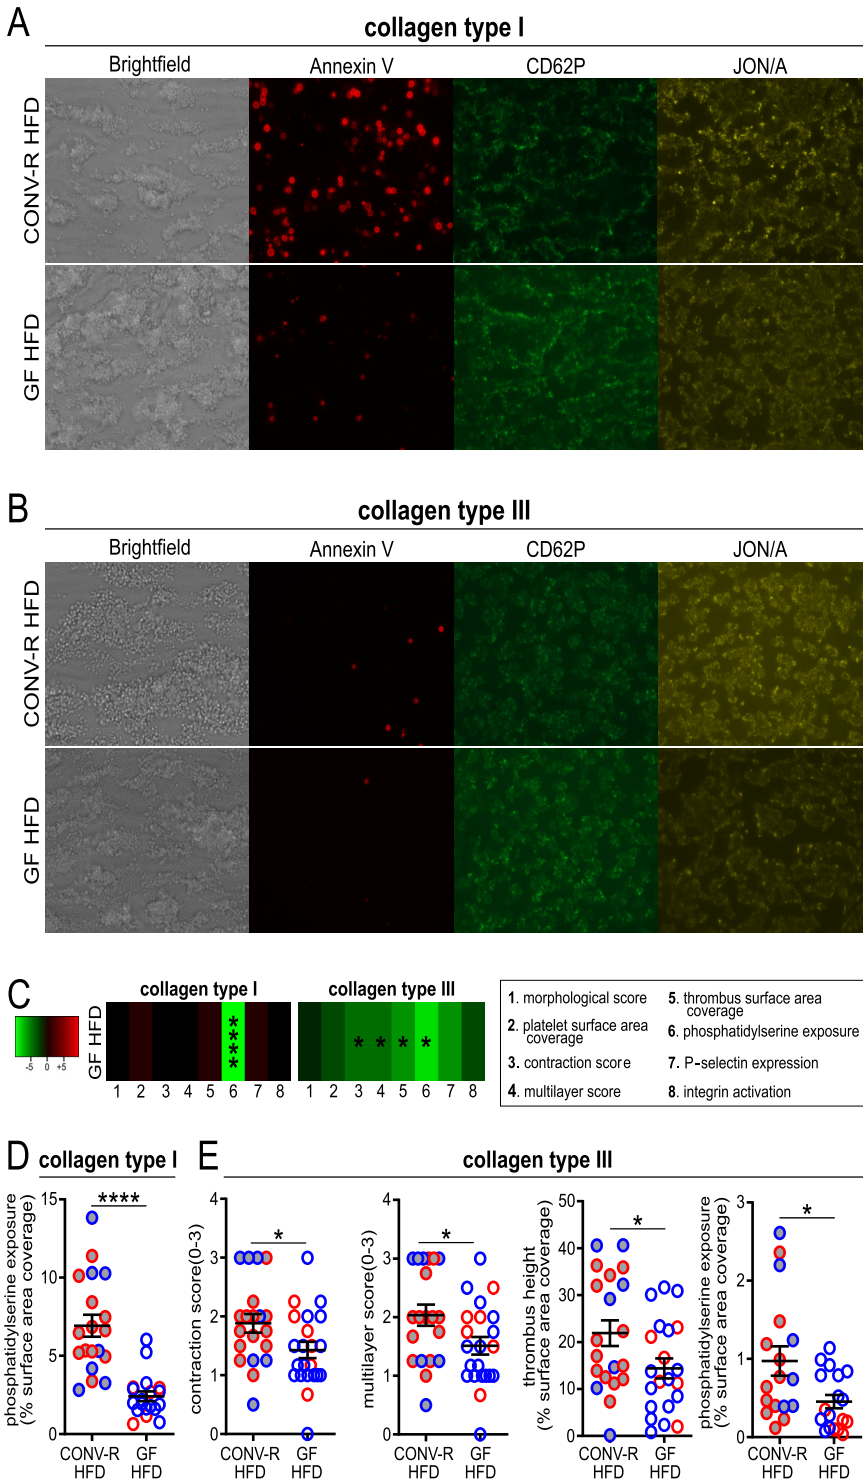 A
collagen type I
Brightfield Annexin V CD62P JON/A
CONV-R HFD
GF HFD
B
collagen type III
Brightfield Annexin V CD62P JON/A
CONV-R HFD
GF HFD
C
collagen type I collagen type III
GF HFD
* * * *
* * * *
-5 0 +5
1 2 3 4 5 6 7 8 1 2 3 4 5 6 7 8
1. morphological score
2. platelet surface area
coverage
3. contraction score
4. multilayer score
5. thrombus surface area
coverage
6. phosphatidylserine exposure
7. P-selectin expression
8. integrin activation
D collagen type I
phosphatidylserine exposure
(% surface area coverage)
15
10
5
0
****
CONV-R GF
HFD HFD
E collagen type III
contraction score(0-3)
4
3
2
1
0
*
CONV-R GF
HFD HFD
multilayer score(0-3)
4
3
2
1
0
*
CONV-R GF
HFD HFD
thrombus height
(% surface area coverage)
50
40
30
20
10
0
*
CONV-R GF
HFD HFD
phosphatidylserine exposure
(% surface area coverage)
3
2
1
0
*
CONV-R GF
HFD HFD